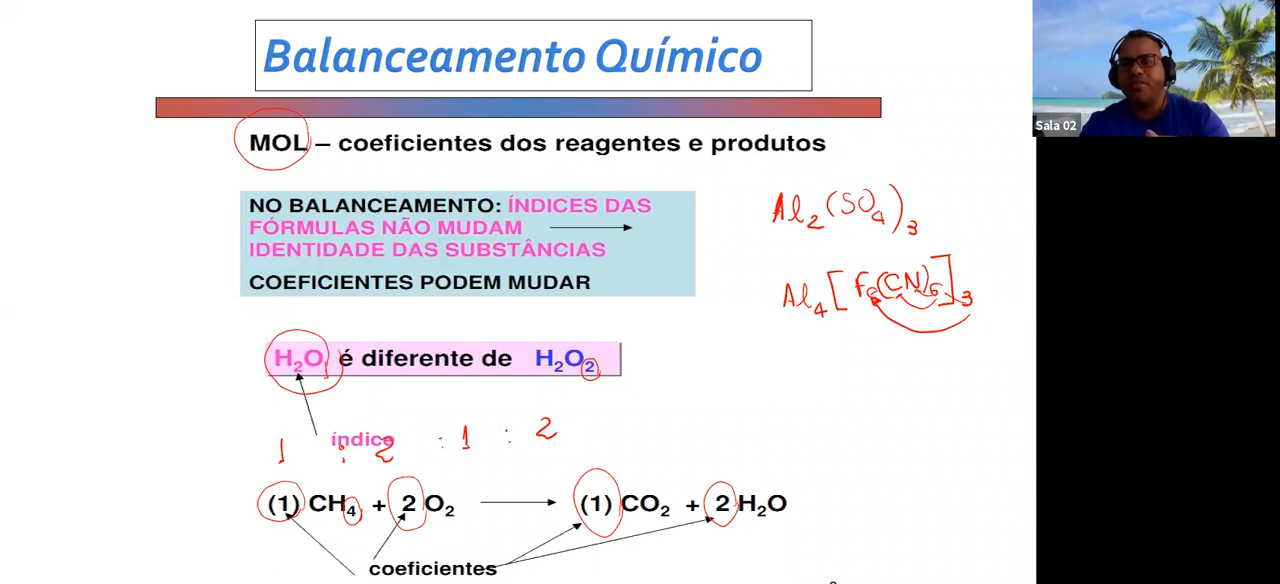 Balanceamento Químico
MOL – coeficientes dos reagentes e produtos
NO BALANCEAMENTO: ÍNDICES DAS
FÓRMULAS NÃO MUDAM
IDENTIDADE DAS SUBSTÂNCIAS
COEFICIENTES PODEM MUDAR
Al₂(SO₄)₃
Al₄[Fe(CN)₆]₃
H₂O₁ é diferente de H₂O₂
índice
1 : 2 : 1 : 2
(1) CH₄ + 2 O₂ ⟶ (1) CO₂ + 2 H₂O
coeficientes
Sala 02